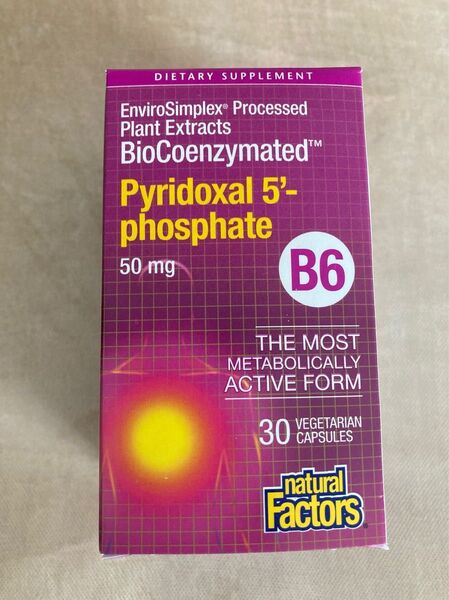 DIETARY SUPPLEMENT
EnviroSimplex® Processed
Plant Extracts
BioCoenzymated™
Pyridoxal 5'-
phosphate
50 mg
B6
THE MOST
METABOLICALLY
ACTIVE FORM
30 VEGETARIAN
CAPSULES
natural
Factors®